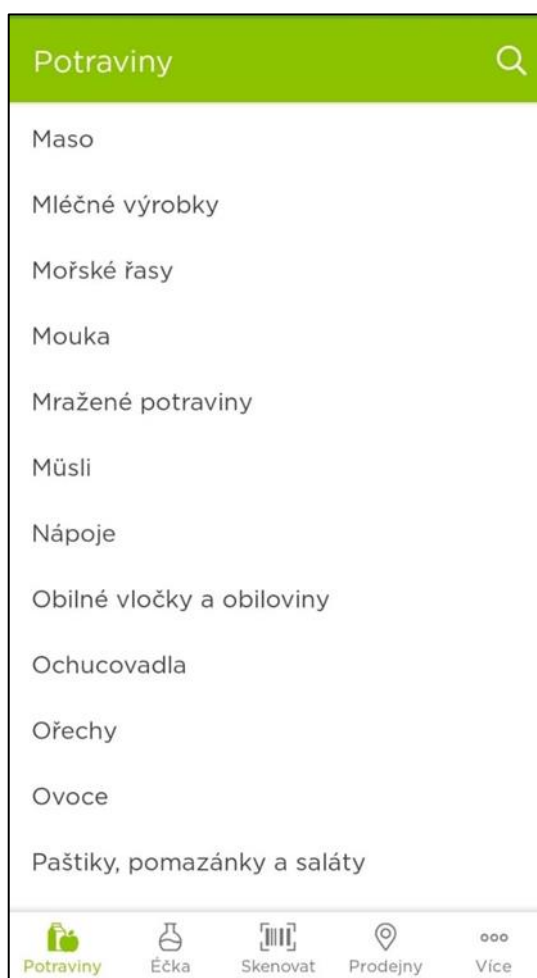 Potraviny
Maso
Mléčné výrobky
Mořské řasy
Mouka
Mražené potraviny
Müsli
Nápoje
Obilné vločky a obiloviny
Ochucovadla
Ořechy
Ovoce
Paštiky, pomazánky a saláty
Potraviny Éčka Skenovat Prodejny Více